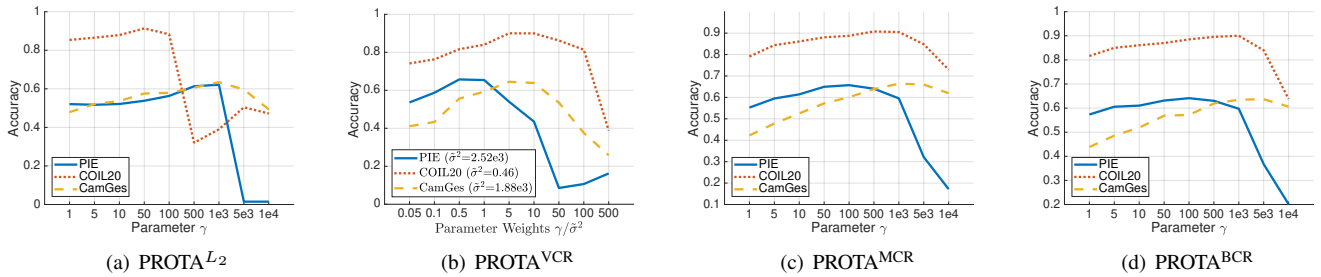 Accuracy
1
0.8
0.6
0.4
0.2
0
PIE
COIL20
CamGes
1 5 10 50 100 500 1e3 5e3 1e4
Parameter γ
(a) PROTA^{L_2}
Accuracy
1
0.8
0.6
0.4
0.2
0
PIE (σ̃²=2.52e3)
COIL20 (σ̃²=0.46)
CamGes (σ̃²=1.88e3)
0.05 0.1 0.5 1 5 10 50 100 500
Parameter Weights γ/σ̃²
(b) PROTA^{VCR}
Accuracy
0.9
0.8
0.7
0.6
0.5
0.4
0.3
0.2
0.1
PIE
COIL20
CamGes
1 5 10 50 100 500 1e3 5e3 1e4
Parameter γ
(c) PROTA^{MCR}
Accuracy
1
0.9
0.8
0.7
0.6
0.5
0.4
0.3
0.2
PIE
COIL20
CamGes
1 5 10 50 100 500 1e3 5e3 1e4
Parameter γ
(d) PROTA^{BCR}